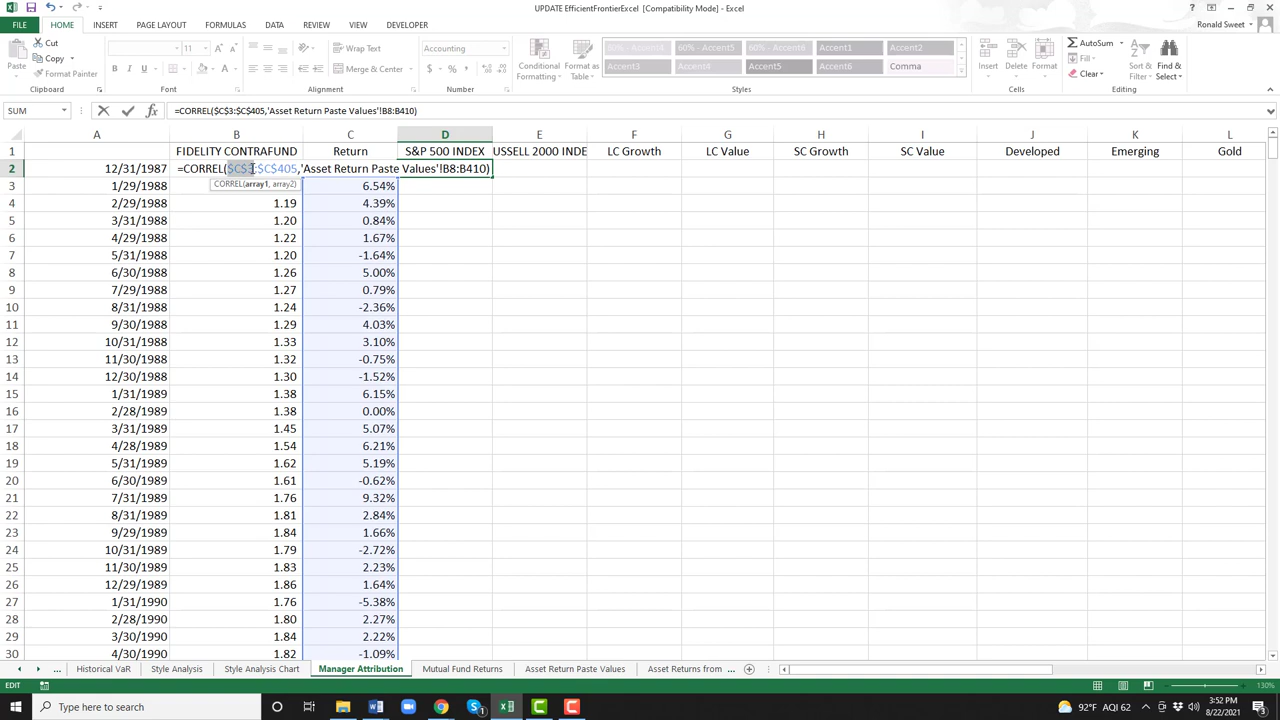 UPDATE EfficientFrontierExcel [Compatibility Mode] - Excel
FILE HOME INSERT PAGE LAYOUT FORMULAS DATA REVIEW VIEW DEVELOPER Ronald Sweet
Paste Cut Copy Format Painter
11 Wrap Text Merge & Center
Accounting
Conditional Formatting Format as Table
60% - Accent4 60% - Accent5 60% - Accent6 Accent1 Accent2
Accent3 Accent4 Accent5 Accent6 Comma
Insert Delete Format
AutoSum Fill Clear Sort & Filter Find & Select
Clipboard Font Alignment Number Styles Cells Editing
SUM =CORREL($C$3:$C$405,'Asset Return Paste Values'!B8:B410)
A B C D E F G H I J K L
1 FIDELITY CONTRAFUND Return S&P 500 INDEX USSELL 2000 INDE LC Growth LC Value SC Growth SC Value Developed Emerging Gold
2 12/31/1987 =CORREL($C$3:$C$405,'Asset Return Paste Values'!B8:B410)
CORREL(array1, array2)
3 1/29/1988 6.54%
4 2/29/1988 1.19 4.39%
5 3/31/1988 1.20 0.84%
6 4/29/1988 1.22 1.67%
7 5/31/1988 1.20 -1.64%
8 6/30/1988 1.26 5.00%
9 7/29/1988 1.27 0.79%
10 8/31/1988 1.24 -2.36%
11 9/30/1988 1.29 4.03%
12 10/31/1988 1.33 3.10%
13 11/30/1988 1.32 -0.75%
14 12/30/1988 1.30 -1.52%
15 1/31/1989 1.38 6.15%
16 2/28/1989 1.38 0.00%
17 3/31/1989 1.45 5.07%
18 4/28/1989 1.54 6.21%
19 5/31/1989 1.62 5.19%
20 6/30/1989 1.61 -0.62%
21 7/31/1989 1.76 9.32%
22 8/31/1989 1.81 2.84%
23 9/29/1989 1.84 1.66%
24 10/31/1989 1.79 -2.72%
25 11/30/1989 1.83 2.23%
26 12/29/1989 1.86 1.64%
27 1/31/1990 1.76 -5.38%
28 2/28/1990 1.80 2.27%
29 3/30/1990 1.84 2.22%
30 4/30/1990 1.82 -1.09%
... Historical VaR Style Analysis Style Analysis Chart Manager Attribution Mutual Fund Returns Asset Return Paste Values Asset Returns from ...
EDIT 130%
Type here to search 92°F AQI 62 3:52 PM
8/22/2021